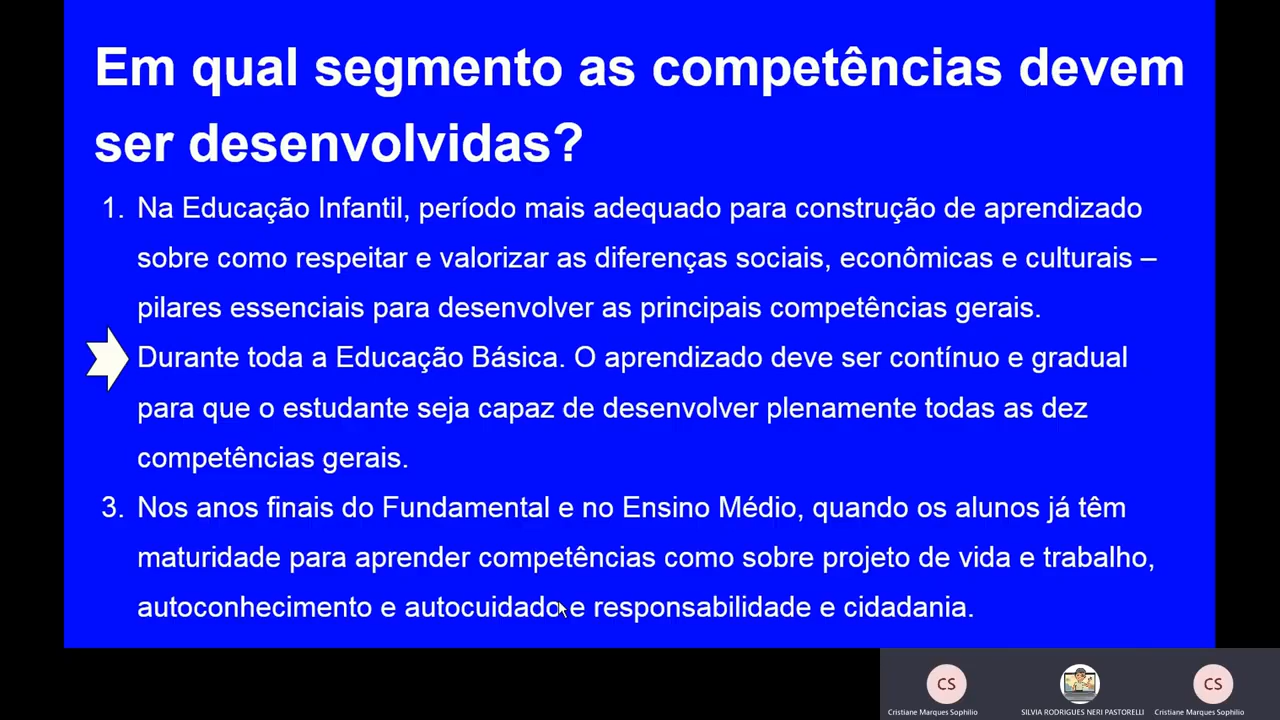 Em qual segmento as competências devem
ser desenvolvidas?
1. Na Educação Infantil, período mais adequado para construção de aprendizado
sobre como respeitar e valorizar as diferenças sociais, econômicas e culturais –
pilares essenciais para desenvolver as principais competências gerais.
Durante toda a Educação Básica. O aprendizado deve ser contínuo e gradual
para que o estudante seja capaz de desenvolver plenamente todas as dez
competências gerais.
3. Nos anos finais do Fundamental e no Ensino Médio, quando os alunos já têm
maturidade para aprender competências como sobre projeto de vida e trabalho,
autoconhecimento e autocuidado e responsabilidade e cidadania.
CS CS
Cristiane Marques Sophilio SILVIA RODRIGUES NERI PASTORELLI Cristiane Marques Sophilio